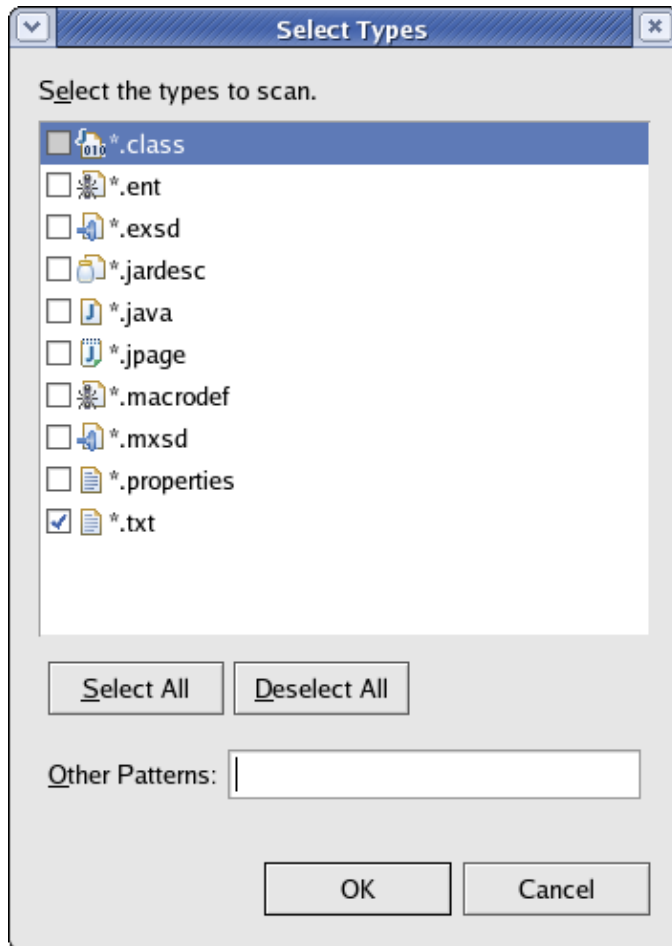 Select Types
Select the types to scan.
*.class
*.ent
*.exsd
*.jardesc
*.java
*.jpage
*.macrodef
*.mxsd
*.properties
*.txt
Select All Deselect All
Other Patterns:
OK Cancel